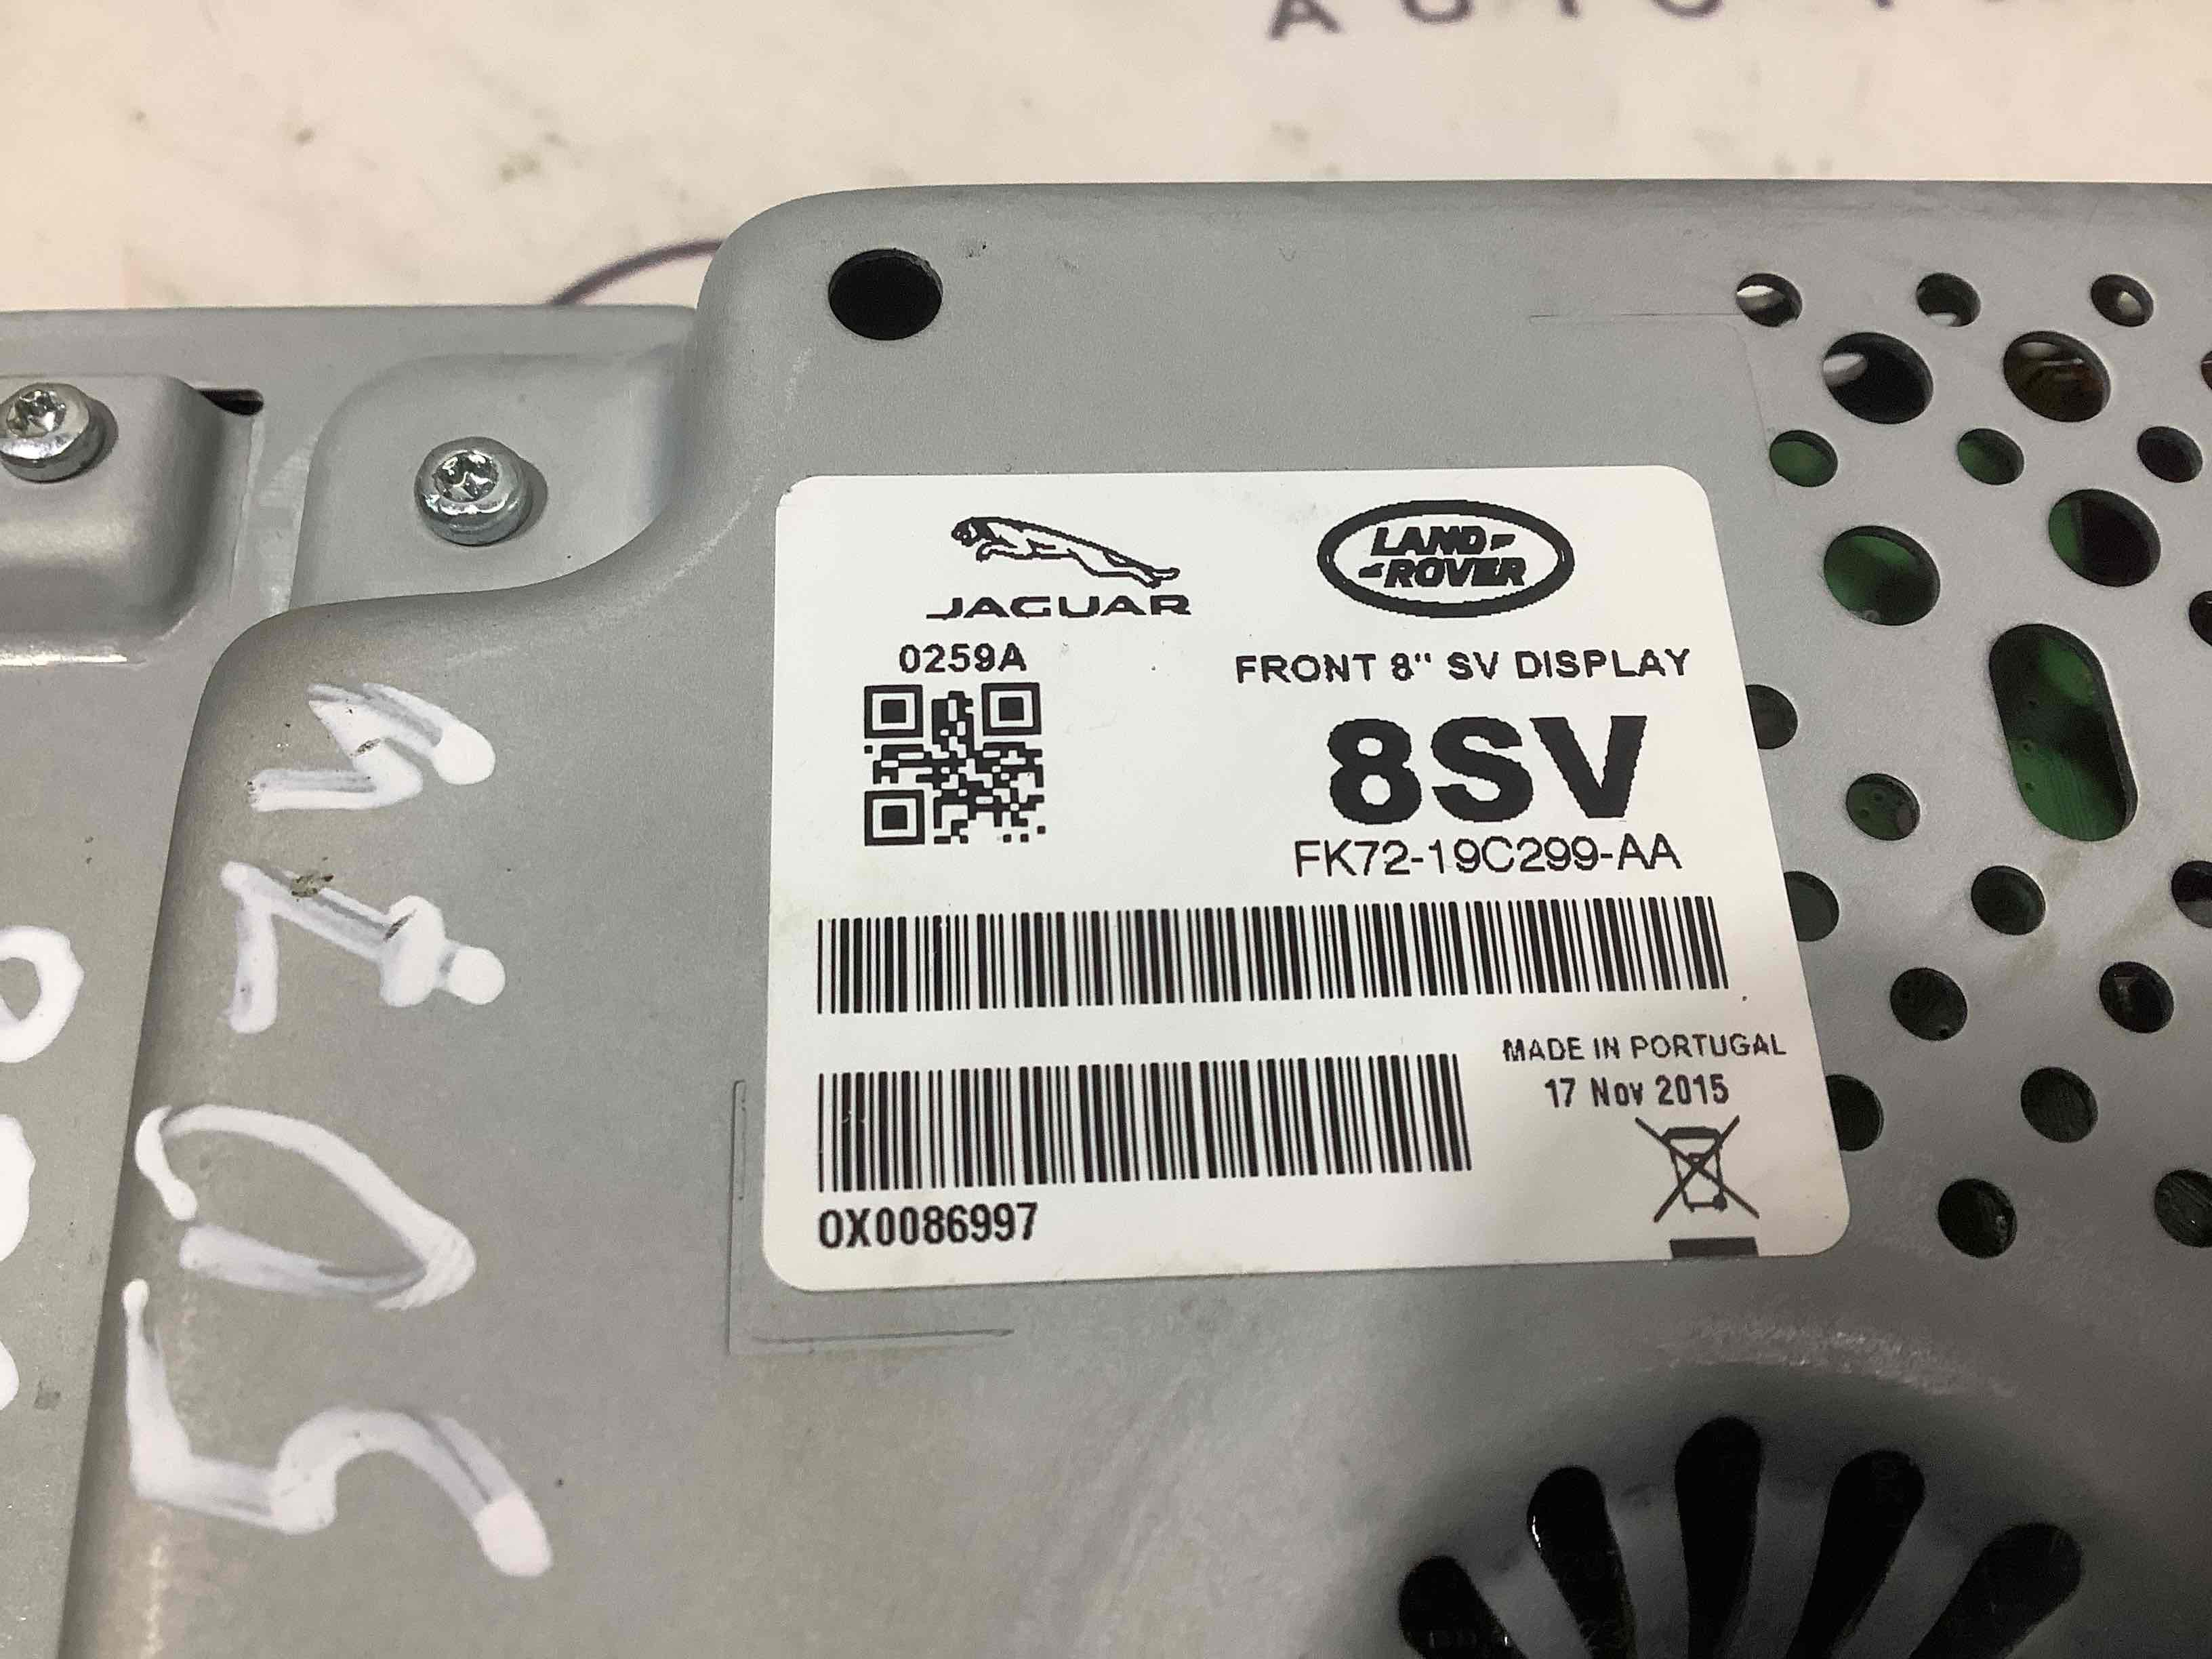 JAGUAR
LAND ROVER
0259A
FRONT 8" SV DISPLAY
8SV
FK72-19C299-AA
MADE IN PORTUGAL
17 Nov 2015
0X0086997